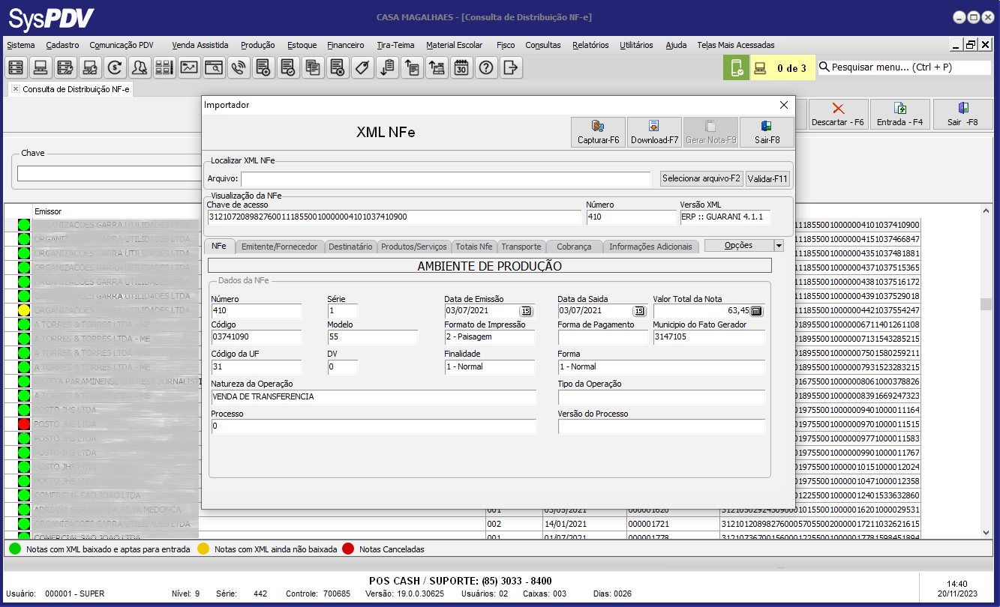 SysPDV
CASA MAGALHAES - [Consulta de Distribuição NF-e]
Sistema Cadastro Comunicação PDV Venda Assistida Produção Estoque Financeiro Tira-Teima Material Escolar Fisco Consultas Relatórios Utilitários Ajuda Telas Mais Acessadas
30 0 de 3 Pesquisar menu... (Ctrl + P)
Consulta de Distribuição NF-e
Descartar - F6 Entrada - F4 Sair -F8
Importador
XML NFe
Capturar-F6 Download-F7 Gerar Nota-F9 Sair-F8
Chave
Localizar XML NFe
Arquivo: Selecionar arquivo-F2 Validar-F11
Visualização da NFe
Chave de acesso Número Versão XML
31210720898276001118550010000004101037410900 410 ERP :: GUARANI 4.1.1
NFe Emitente/Fornecedor Destinatário Produtos/Serviços Totais Nfe Transporte Cobrança Informações Adicionais Opções
AMBIENTE DE PRODUÇÃO
Dados da NFe
Número Série Data de Emissão Data da Saida Valor Total da Nota
410 1 03/07/2021 15 03/07/2021 15 63,45
Código Modelo Formato de Impressão Forma de Pagamento Municipio do Fato Gerador
03741090 55 2 - Paisagem 3147105
Código da UF DV Finalidade Forma
31 0 1 - Normal 1 - Normal
Natureza da Operação Tipo da Operação
VENDA DE TRANSFERENCIA
Processo Versão do Processo
0
Emissor
ORGANIZACOES GARRA UTILIDADES LTDA 11855001000004101037410900
ORGANIZACOES GARRA UTILIDADES LTDA 11855001000004151037466847
ORGANIZACOES GARRA UTILIDADES LTDA 11855001000004351037481881
ORGANIZACOES GARRA UTILIDADES LTDA 11855001000004371037515365
ORGANIZACOES GARRA UTILIDADES LTDA 11855001000004381037516172
ORGANIZACOES GARRA UTILIDADES LTDA 11855001000004391037529018
ORGANIZACOES GARRA UTILIDADES LTDA 11855001000004421037554247
A TORRES & TORRES LTDA - ME 0189550010000006711401261108
A TORRES & TORRES LTDA - ME 0189550010000007131543285215
A TORRES & TORRES LTDA - ME 0189550010000007501580259211
A TORRES & TORRES LTDA - ME 0189550010000007931523283215
PARAMINENSE EMPRESA JORNALIST 0167550010000008061000378826
A TORRES & TORRES LTDA - ME 0189550010000008391669247323
POSTO JHS LTDA 0197550010000009401000011164
POSTO JHS LTDA 0197550010000009701000011515
POSTO JHS LTDA 0197550010000009771000011583
POSTO JHS LTDA 0197550010000009901000011767
POSTO JHS LTDA 0197550010000010151000012024
POSTO JHS LTDA 0197550010000010471000012358
COMERCIAL SAO JOAO LTDA 0122550010000012401533632860
ADRIANA DA SILVA MEDONCA 001 03/05/2021 000001620 31210502924309000101550010000016201000029531
ORGANIZACOES GARRA UTILIDADES LTDA 002 14/01/2021 000001721 31210120898276000570550020000017211032621615
COMERCIAL SAO JOAO LTDA 001 01/07/2021 000001778 31210736700156000122550010000017781598451894
Notas com XML baixado e aptas para entrada Notas com XML ainda não baixada Notas Canceladas
POS CASH / SUPORTE: (85) 3033 - 8400
Usuário: 000001 - SUPER Nível: 9 Série: 442 Controle: 700685 Versão: 19.0.0.30625 Usuários: 02 Caixas: 003 Dias: 0026
14:40
20/11/2023